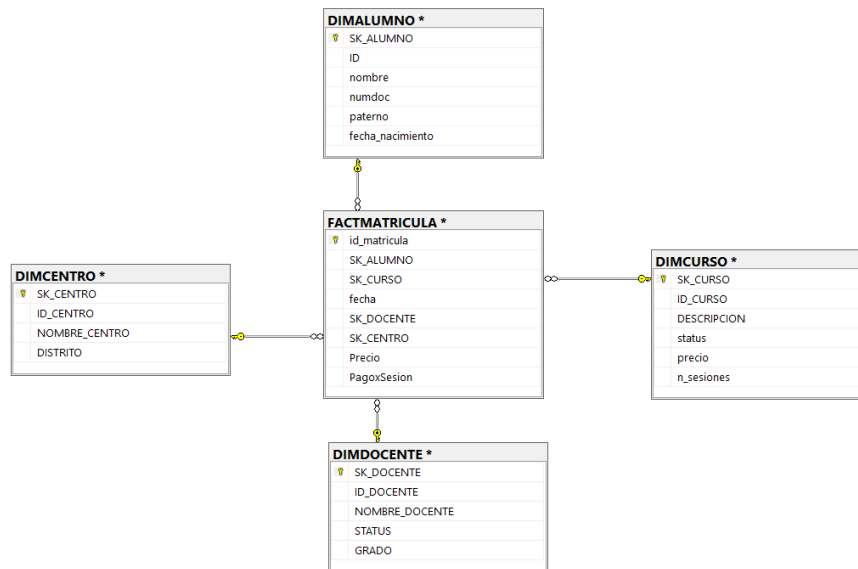 DIMALUMNO *
SK_ALUMNO
ID
nombre
numdoc
paterno
fecha_nacimiento
FACTMATRICULA *
id_matricula
SK_ALUMNO
SK_CURSO
fecha
SK_DOCENTE
SK_CENTRO
Precio
PagoxSesion
DIMCENTRO *
SK_CENTRO
ID_CENTRO
NOMBRE_CENTRO
DISTRITO
DIMCURSO *
SK_CURSO
ID_CURSO
DESCRIPCION
status
precio
n_sesiones
DIMDOCENTE *
SK_DOCENTE
ID_DOCENTE
NOMBRE_DOCENTE
STATUS
GRADO